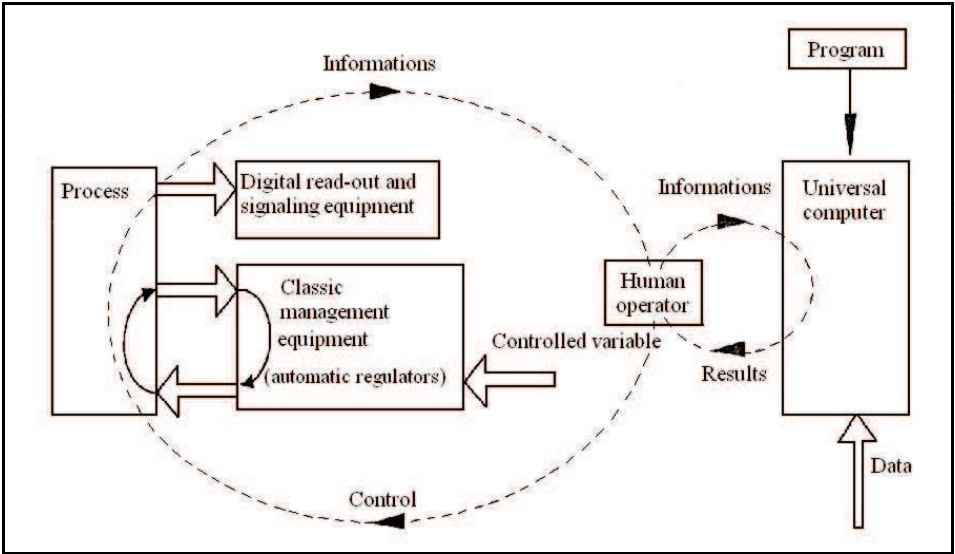 Informations
Program
Process
Digital read-out and
signaling equipment
Informations
Universal
computer
Human
operator
Classic
management
equipment
(automatic regulators)
Controlled variable
Results
Data
Control